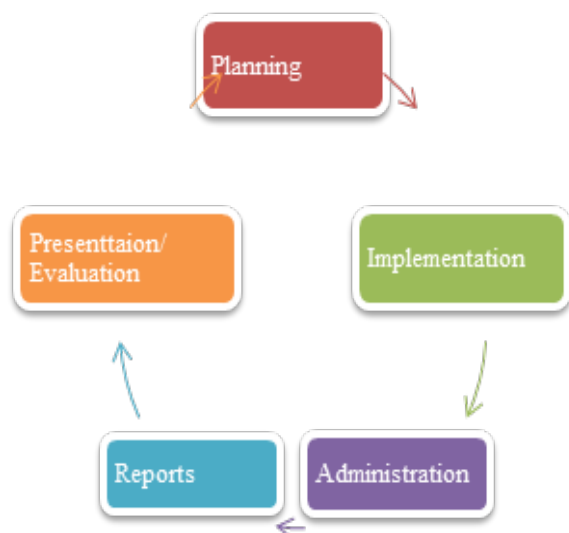 Planning
Implementation
Administration
Reports
Presenttaion/
Evaluation